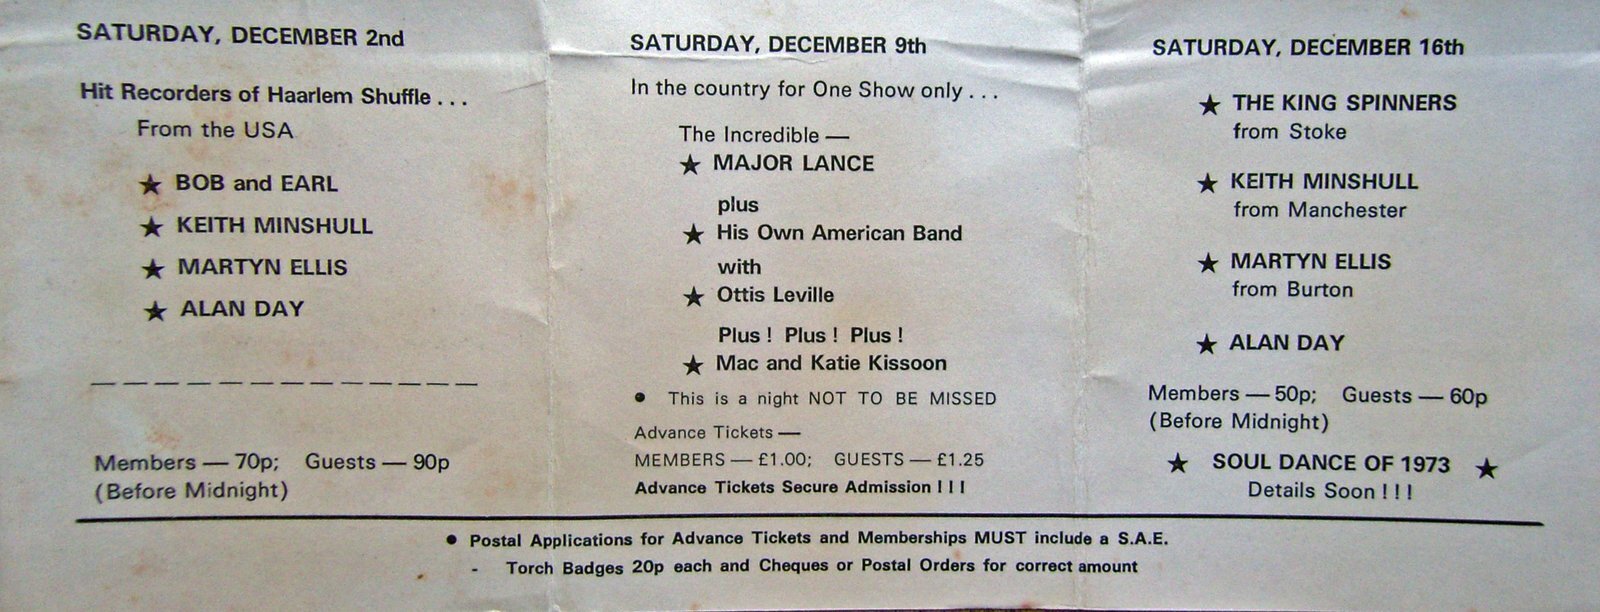 SATURDAY, DECEMBER 2nd
Hit Recorders of Haarlem Shuffle . . .
From the USA
★ BOB and EARL
★ KEITH MINSHULL
★ MARTYN ELLIS
★ ALAN DAY
Members — 70p; Guests — 90p
(Before Midnight)
SATURDAY, DECEMBER 9th
In the country for One Show only . . .
The Incredible —
★ MAJOR LANCE
plus
★ His Own American Band
with
★ Ottis Leville
Plus ! Plus ! Plus !
★ Mac and Katie Kissoon
● This is a night NOT TO BE MISSED
Advance Tickets —
MEMBERS — £1.00; GUESTS — £1.25
Advance Tickets Secure Admission ! ! !
SATURDAY, DECEMBER 16th
★ THE KING SPINNERS
from Stoke
★ KEITH MINSHULL
from Manchester
★ MARTYN ELLIS
from Burton
★ ALAN DAY
Members — 50p; Guests — 60p
(Before Midnight)
★ SOUL DANCE OF 1973 ★
Details Soon ! ! !
● Postal Applications for Advance Tickets and Memberships MUST include a S.A.E.
- Torch Badges 20p each and Cheques or Postal Orders for correct amount